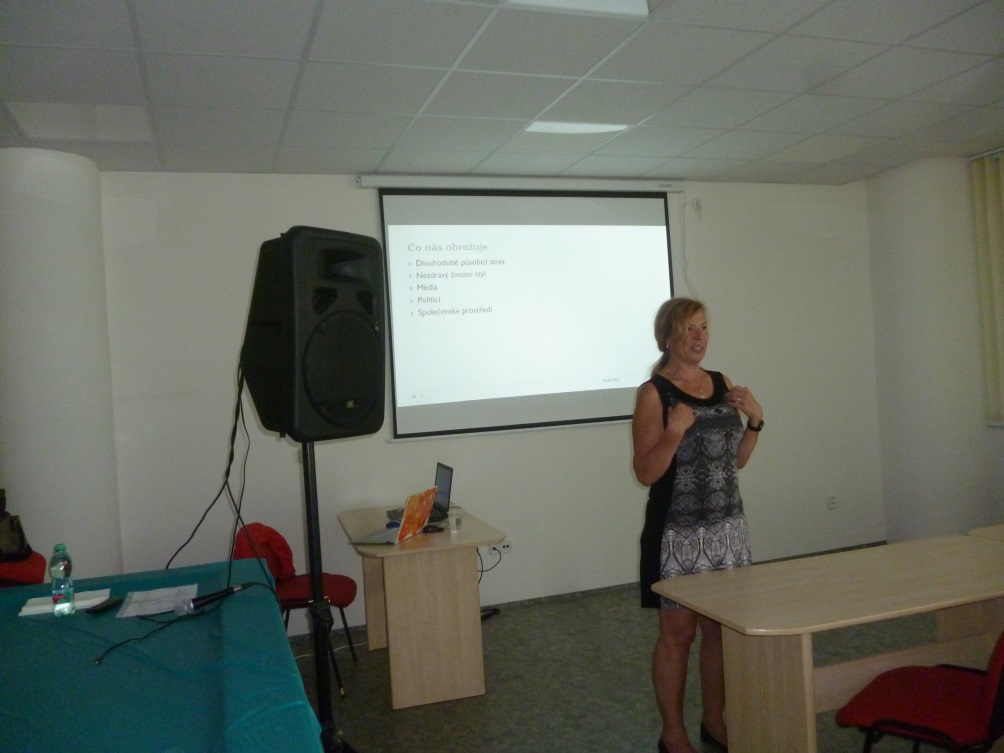 Co nás ohrožuje
Dlouhodobě působící stres
Nezdravý životní styl
Média
Politici
Společenské prostředí